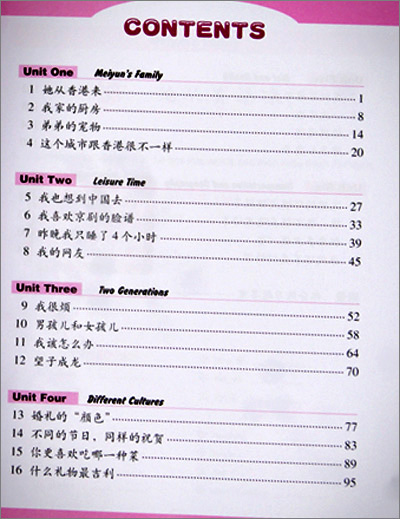 CONTENTS
Unit One Meiyun's Family
1 她从香港来 1
2 我家的厨房 8
3 弟弟的宠物 14
4 这个城市跟香港很不一样 20
Unit Two Leisure Time
5 我也想到中国去 27
6 我喜欢京剧的脸谱 33
7 昨晚我只睡了4个小时 39
8 我的网友 45
Unit Three Two Generations
9 我很烦 52
10 男孩儿和女孩儿 58
11 我该怎么办 64
12 望子成龙 70
Unit Four Different Cultures
13 婚礼的“颜色” 77
14 不同的节日，同样的祝贺 83
15 你更喜欢吃哪一种菜 89
16 什么礼物最吉利 95